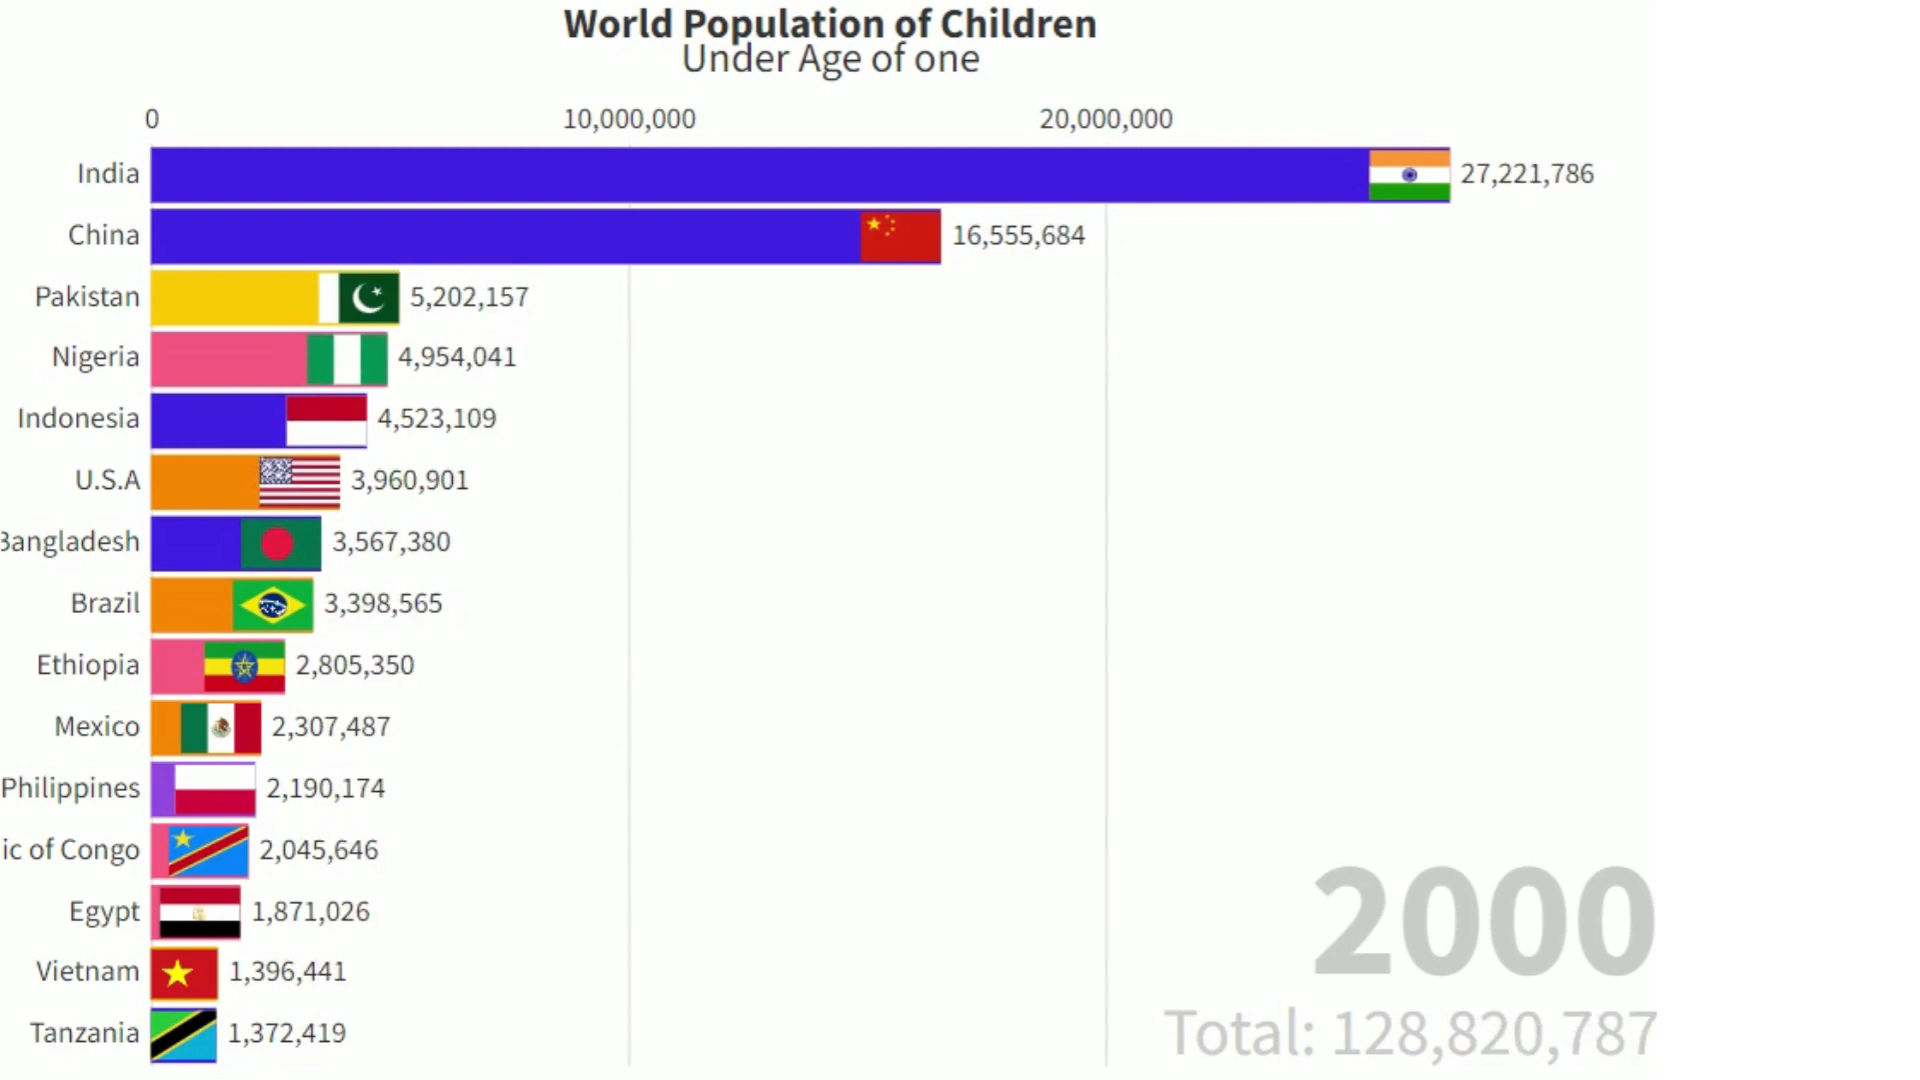 World Population of Children
Under Age of one
0 10,000,000 20,000,000
India 27,221,786
China 16,555,684
Pakistan 5,202,157
Nigeria 4,954,041
Indonesia 4,523,109
U.S.A 3,960,901
Bangladesh 3,567,380
Brazil 3,398,565
Ethiopia 2,805,350
Mexico 2,307,487
Philippines 2,190,174
ic of Congo 2,045,646
Egypt 1,871,026
Vietnam 1,396,441
Tanzania 1,372,419
2000
Total: 128,820,787